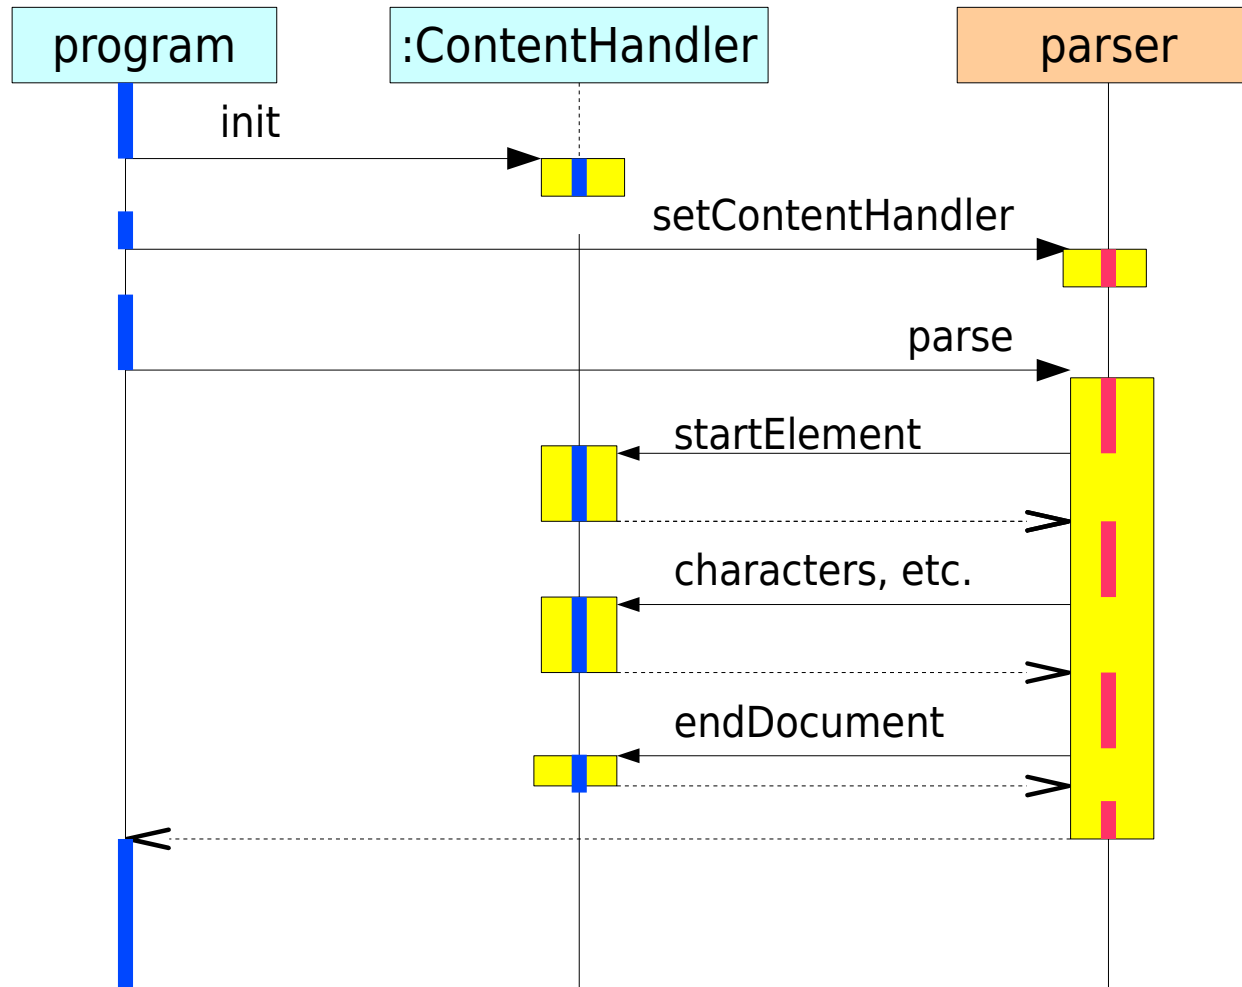 program
:ContentHandler
parser
init
setContentHandler
parse
startElement
characters, etc.
endDocument